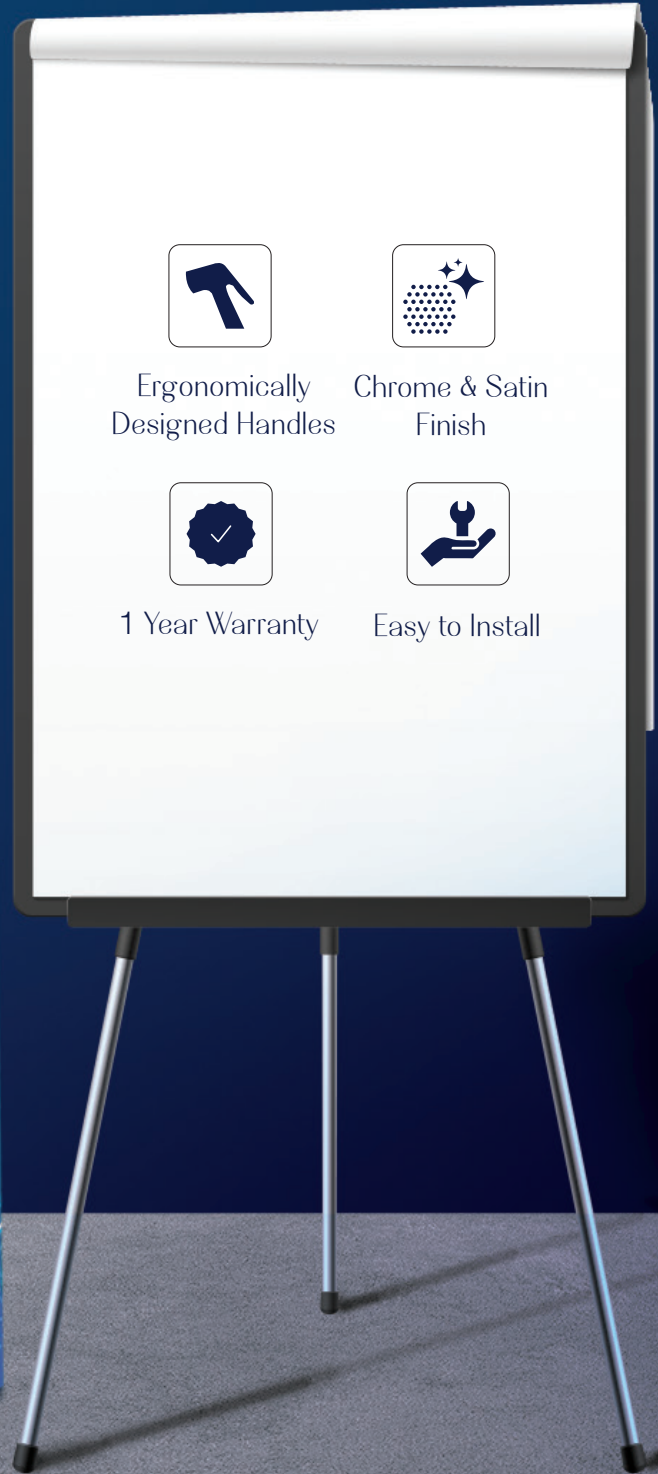 Ergonomically
Designed Handles
Chrome & Satin
Finish
1 Year Warranty
Easy to Install